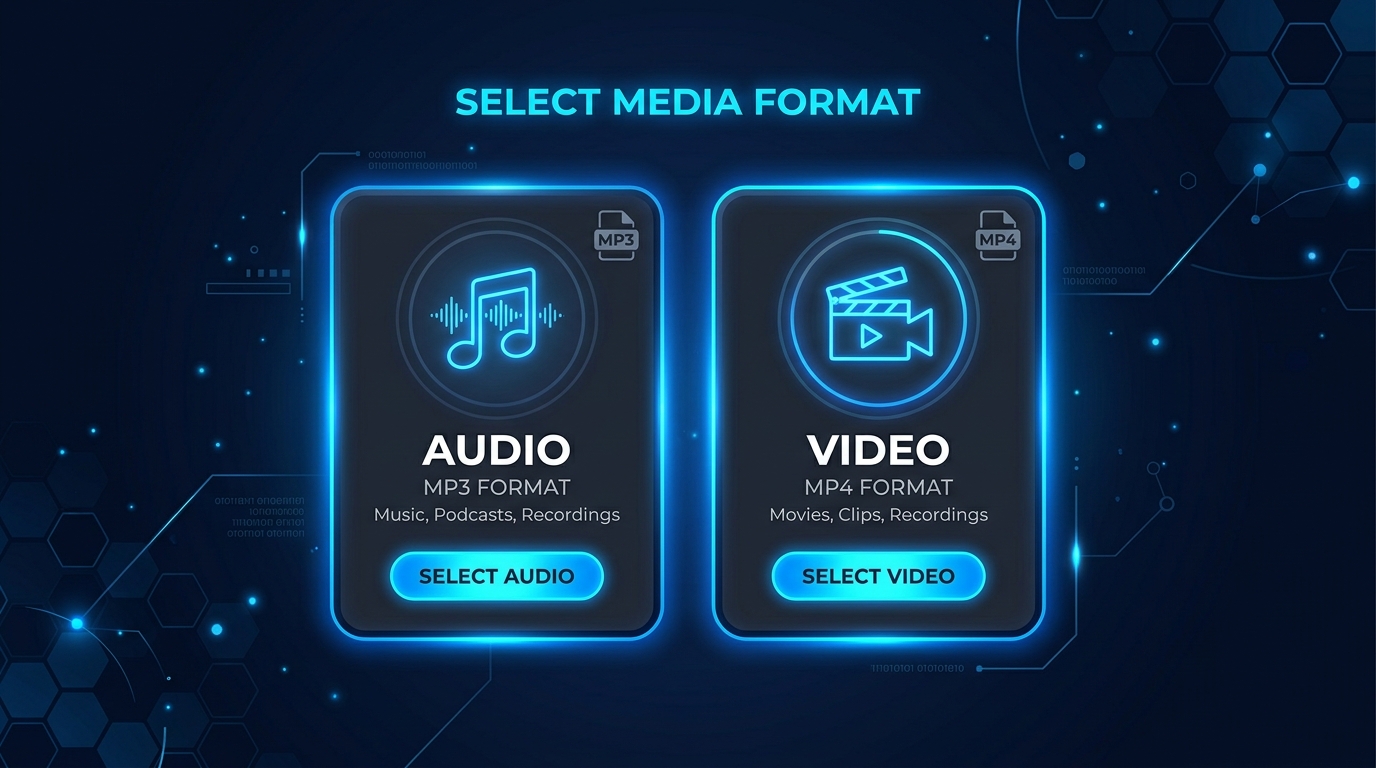 SELECT MEDIA FORMAT
MP3
AUDIO
MP3 FORMAT
Music, Podcasts, Recordings
SELECT AUDIO
MP4
VIDEO
MP4 FORMAT
Movies, Clips, Recordings
SELECT VIDEO